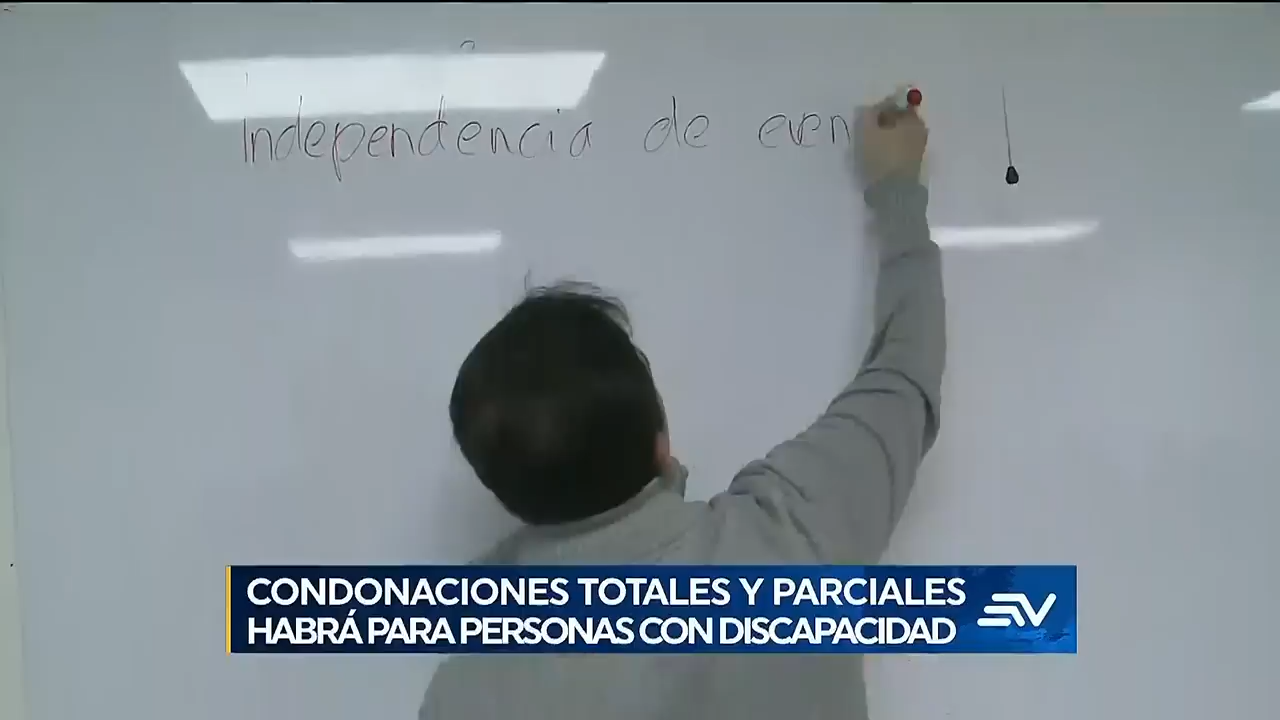 Independencia de even
CONDONACIONES TOTALES Y PARCIALES
HABRÁ PARA PERSONAS CON DISCAPACIDAD